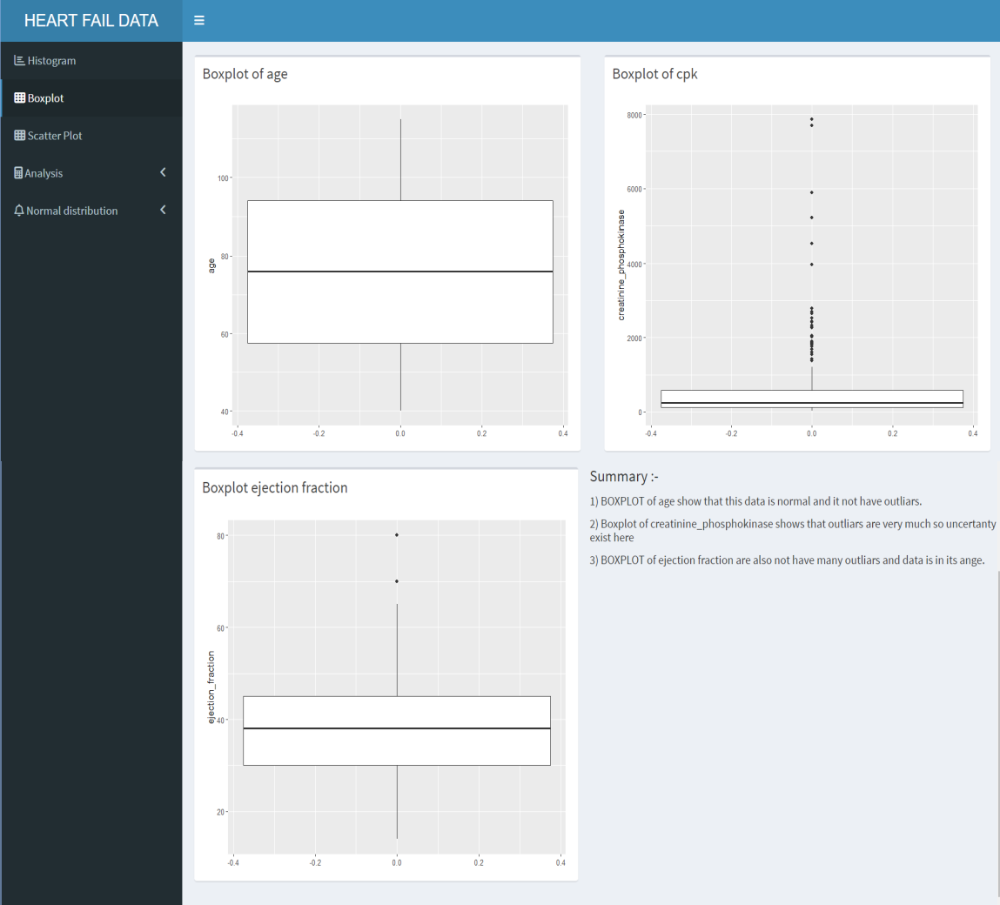 HEART FAIL DATA
Histogram
Boxplot
Scatter Plot
Analysis
Normal distribution
Boxplot of age
100
80
60
40
age
-0.4 -0.2 0.0 0.2 0.4
Boxplot of cpk
8000
6000
4000
2000
0
creatinine_phosphokinase
-0.4 -0.2 0.0 0.2 0.4
Boxplot ejection fraction
80
60
40
20
ejection_fraction
-0.4 -0.2 0.0 0.2 0.4
Summary :-
1) BOXPLOT of age show that this data is normal and it not have outliars.
2) Boxplot of creatinine_phosphokinase shows that outliars are very much so uncertanty
exist here
3) BOXPLOT of ejection fraction are also not have many outliars and data is in its ange.